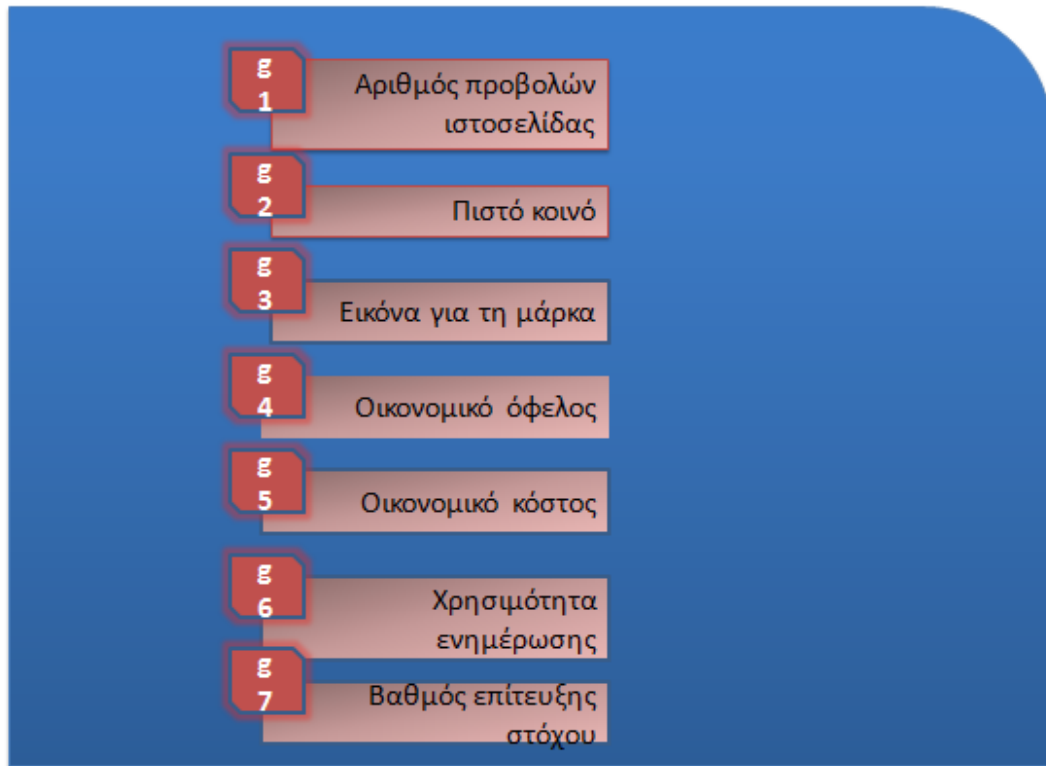 g
1
Αριθμός προβολών
ιστοσελίδας
g
2
Πιστό κοινό
g
3
Εικόνα για τη μάρκα
g
4
Οικονομικό όφελος
g
5
Οικονομικό κόστος
g
6
Χρησιμότητα
ενημέρωσης
g
7
Βαθμός επίτευξης
στόχου